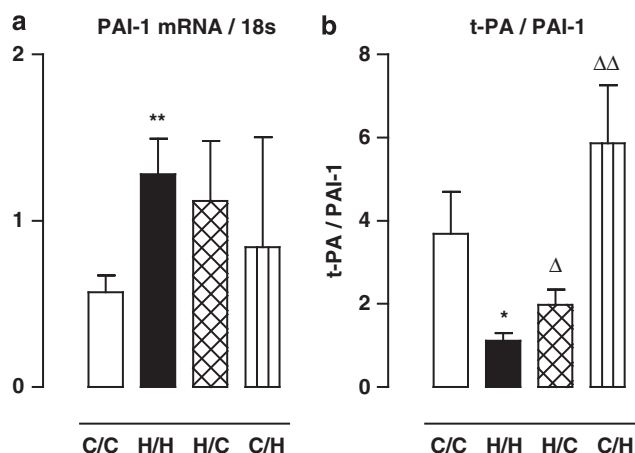 a PAI-1 mRNA / 18s
2
1
0
**
C/C H/H H/C C/H
b t-PA / PAI-1
t-PA / PAI-1
8
6
4
2
0
*
Δ
ΔΔ
C/C H/H H/C C/H